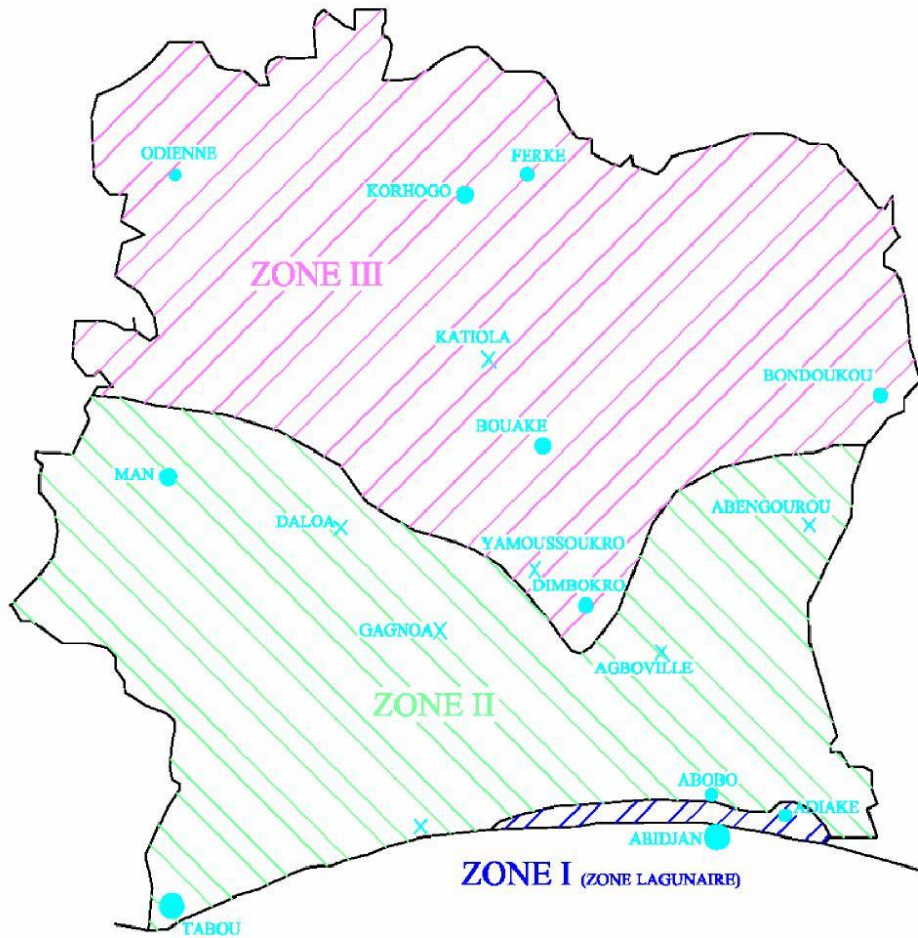 ODIENNE
FERKE
KORHOGO
ZONE III
KATIOLA
BONDOUKOU
BOUAKE
MAN
ABENGOUROU
DALOA
YAMOUSSOUKRO
DIMBOKRO
GAGNOA
AGBOVILLE
ZONE II
ABOBO
ADIAKE
ABIDJAN
ZONE I (ZONE LAGUNAIRE)
TABOU